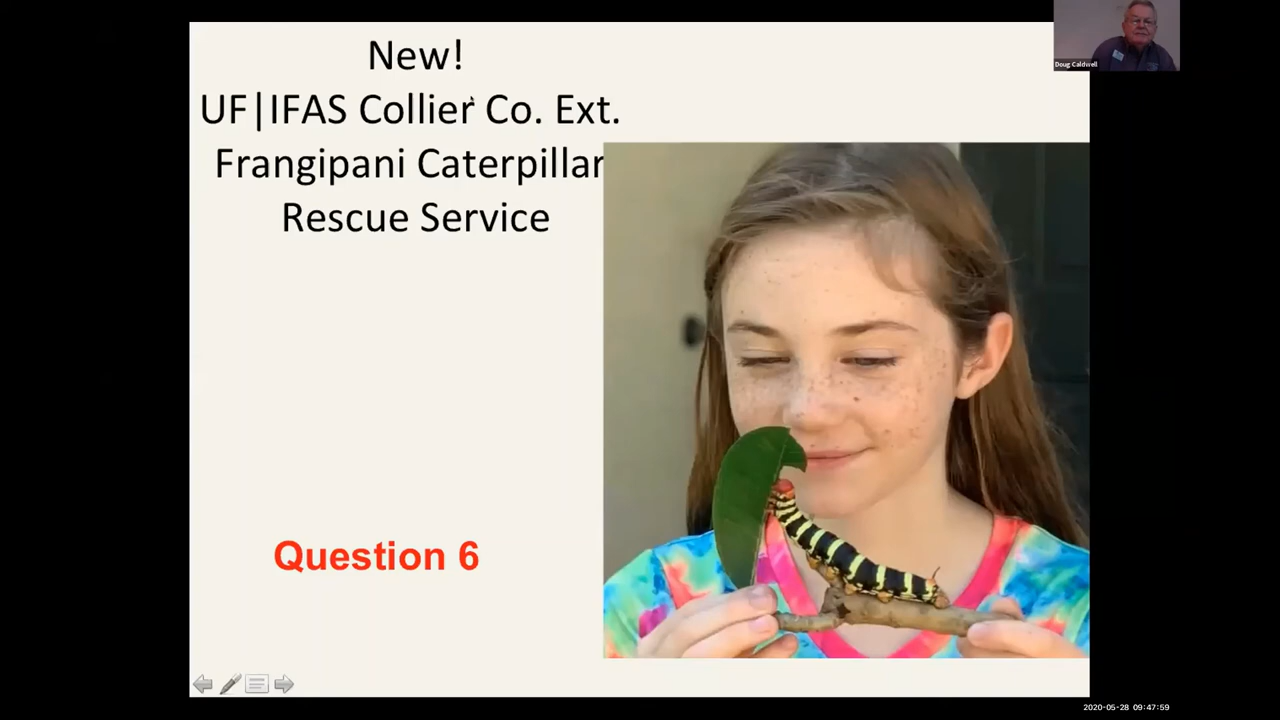 New!
UF|IFAS Collier Co. Ext.
Frangipani Caterpillar
Rescue Service
Question 6
Doug Caldwell
2020-05-28 09:47:59